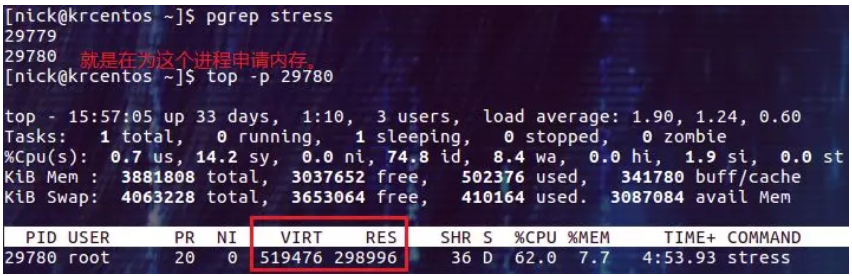 [nick@krcentos ~]$ pgrep stress
29779
29780 就是在为这个进程申请内存。
[nick@krcentos ~]$ top -p 29780
top - 15:57:05 up 33 days,  1:10,  3 users,  load average: 1.90, 1.24, 0.60
Tasks:   1 total,   0 running,   1 sleeping,   0 stopped,   0 zombie
%Cpu(s):  0.7 us, 14.2 sy,  0.0 ni, 74.8 id,  8.4 wa,  0.0 hi,  1.9 si,  0.0 st
KiB Mem :  3881808 total,  3037652 free,   502376 used,   341780 buff/cache
KiB Swap:  4063228 total,  3653064 free,   410164 used.  3087084 avail Mem
PID USER      PR  NI    VIRT    RES    SHR S  %CPU %MEM     TIME+ COMMAND
29780 root      20   0  519476 298996     36 D  62.0  7.7   4:53.93 stress